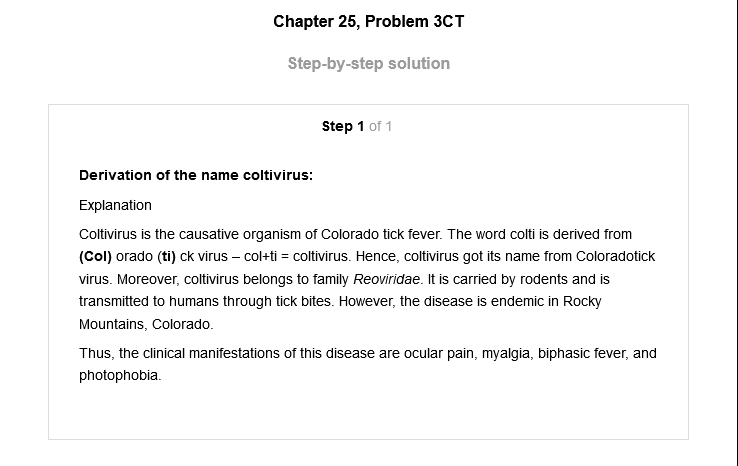 Chapter 25, Problem 3CT
Step-by-step solution
Step 1 of 1
Derivation of the name coltivirus:
Explanation
Coltivirus is the causative organism of Colorado tick fever. The word colti is derived from
(Col) orado (ti) ck virus – col+ti = coltivirus. Hence, coltivirus got its name from Coloradotick
virus. Moreover, coltivirus belongs to family Reoviridae. It is carried by rodents and is
transmitted to humans through tick bites. However, the disease is endemic in Rocky
Mountains, Colorado.
Thus, the clinical manifestations of this disease are ocular pain, myalgia, biphasic fever, and
photophobia.